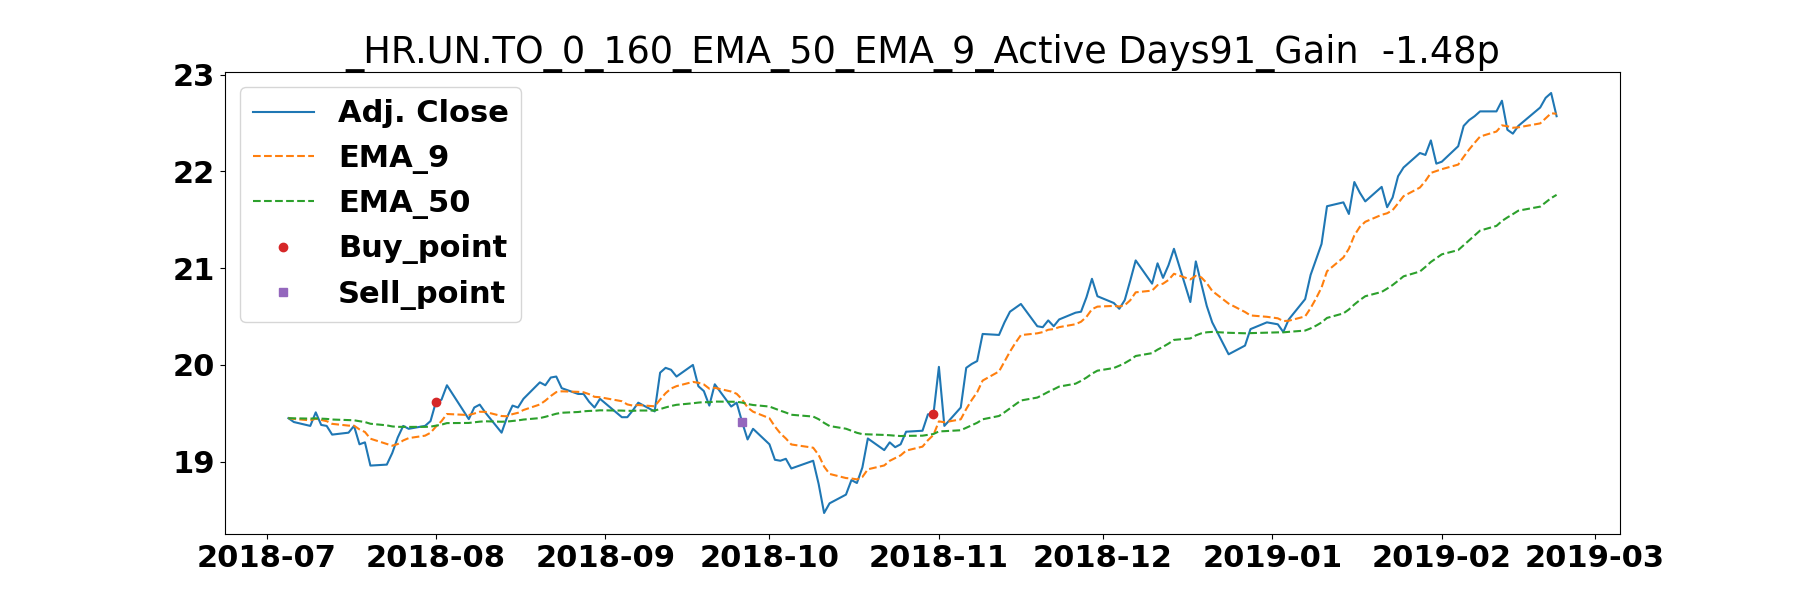 _HR.UN.TO_0_160_EMA_50_EMA_9_Active Days91_Gain  -1.48p
23
22
21
20
19
Adj. Close
EMA_9
EMA_50
Buy_point
Sell_point
2018-07 2018-08 2018-09 2018-10 2018-11 2018-12 2019-01 2019-02 2019-03